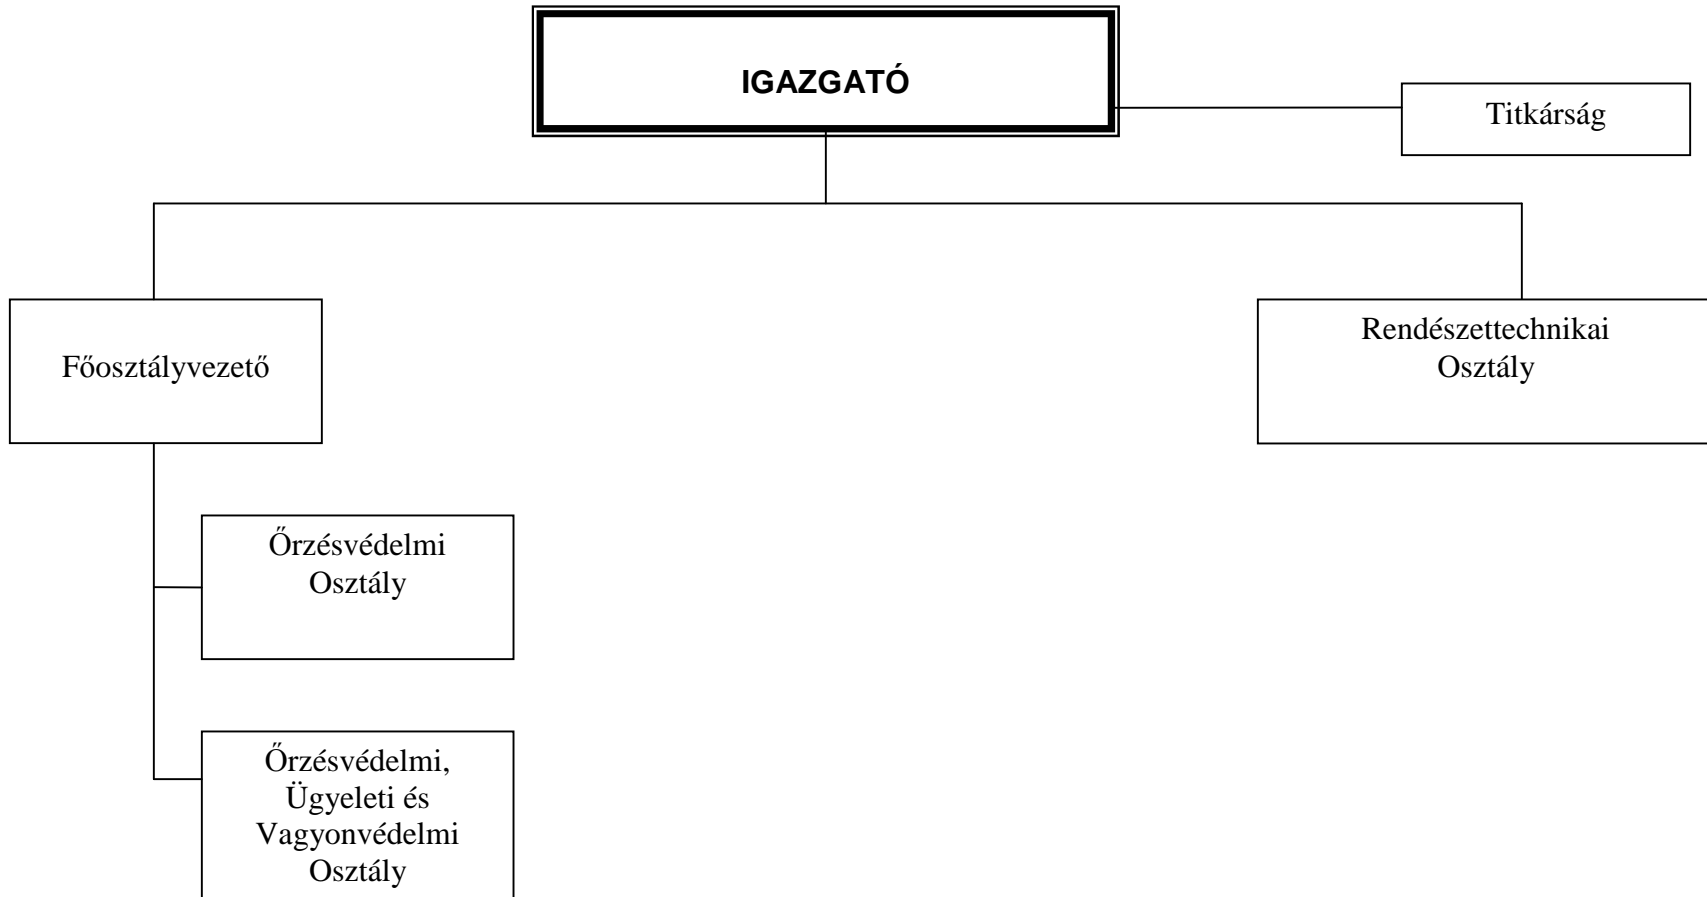 IGAZGATÓ
Titkárság
Főosztályvezető
Rendészettechnikai
Osztály
Őrzésvédelmi
Osztály
Őrzésvédelmi,
Ügyeleti és
Vagyonvédelmi
Osztály